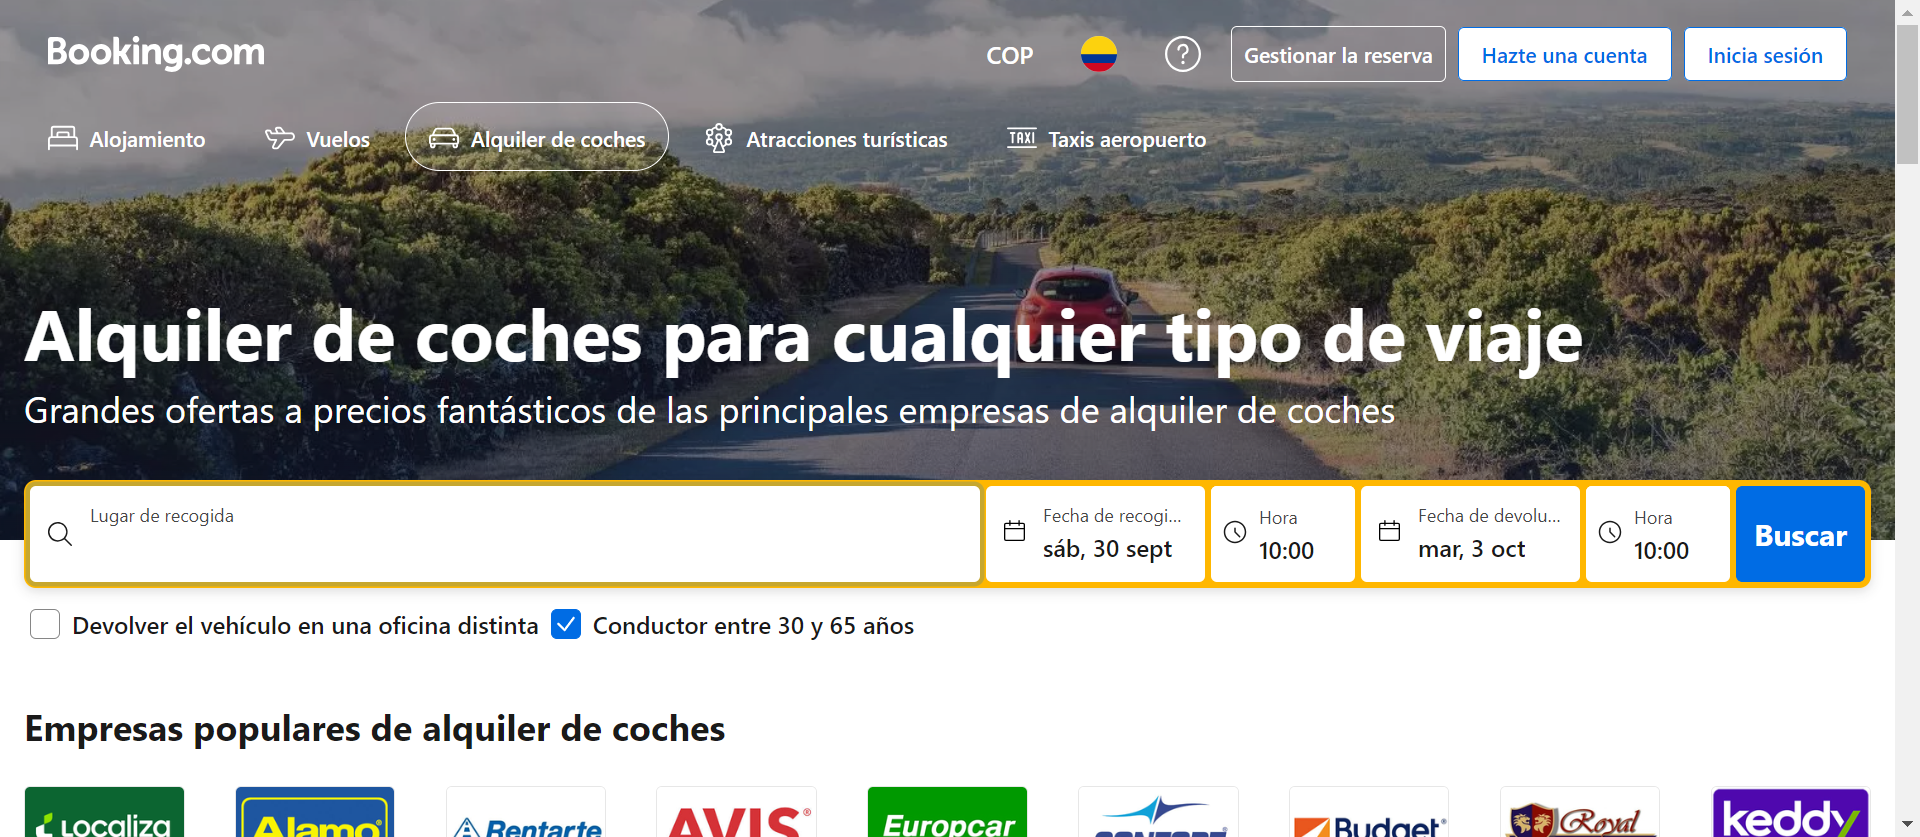 Booking.com
COP
?
Gestionar la reserva
Hazte una cuenta
Inicia sesión
Alojamiento
Vuelos
Alquiler de coches
Atracciones turísticas
TAXI Taxis aeropuerto
Alquiler de coches para cualquier tipo de viaje
Grandes ofertas a precios fantásticos de las principales empresas de alquiler de coches
Lugar de recogida
Fecha de recogi...
sáb, 30 sept
Hora
10:00
Fecha de devolu...
mar, 3 oct
Hora
10:00
Buscar
Devolver el vehículo en una oficina distinta
Conductor entre 30 y 65 años
Empresas populares de alquiler de coches
Localiza
Alamo
Rentarte
AVIS®
Europcar
Budget®
Royal
keddy